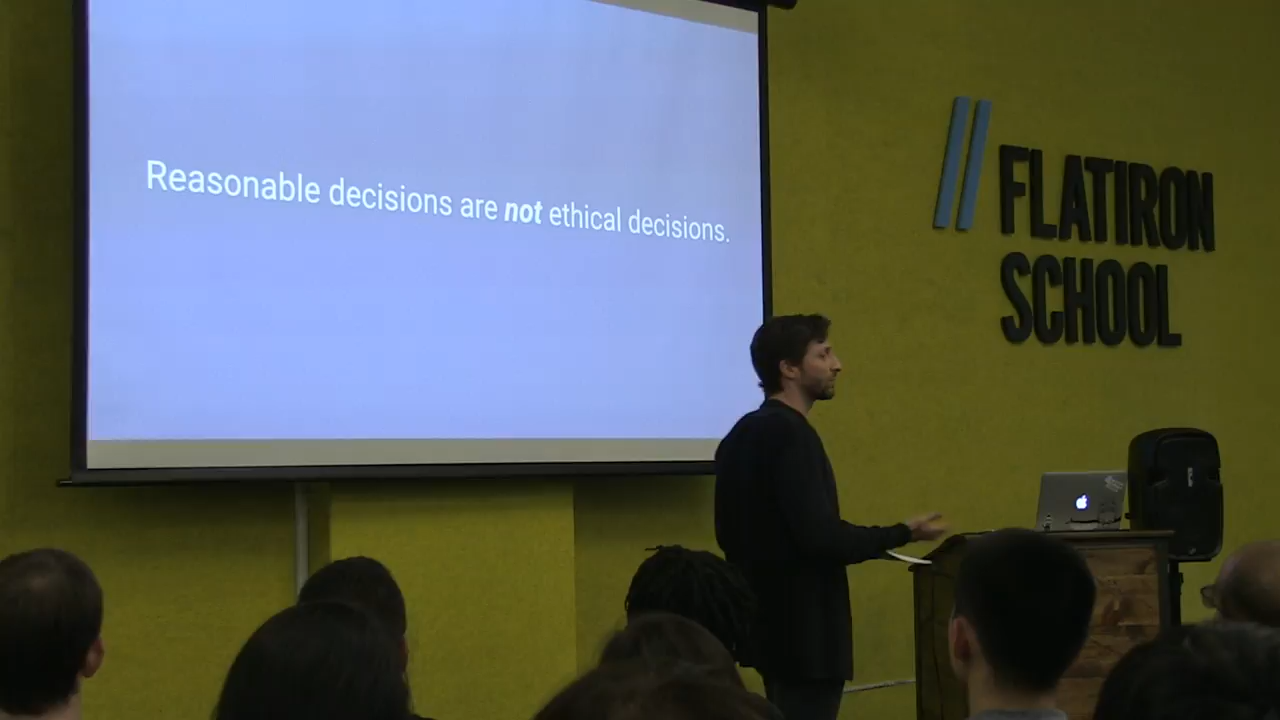 Reasonable decisions are not ethical decisions.
// FLATIRON
SCHOOL